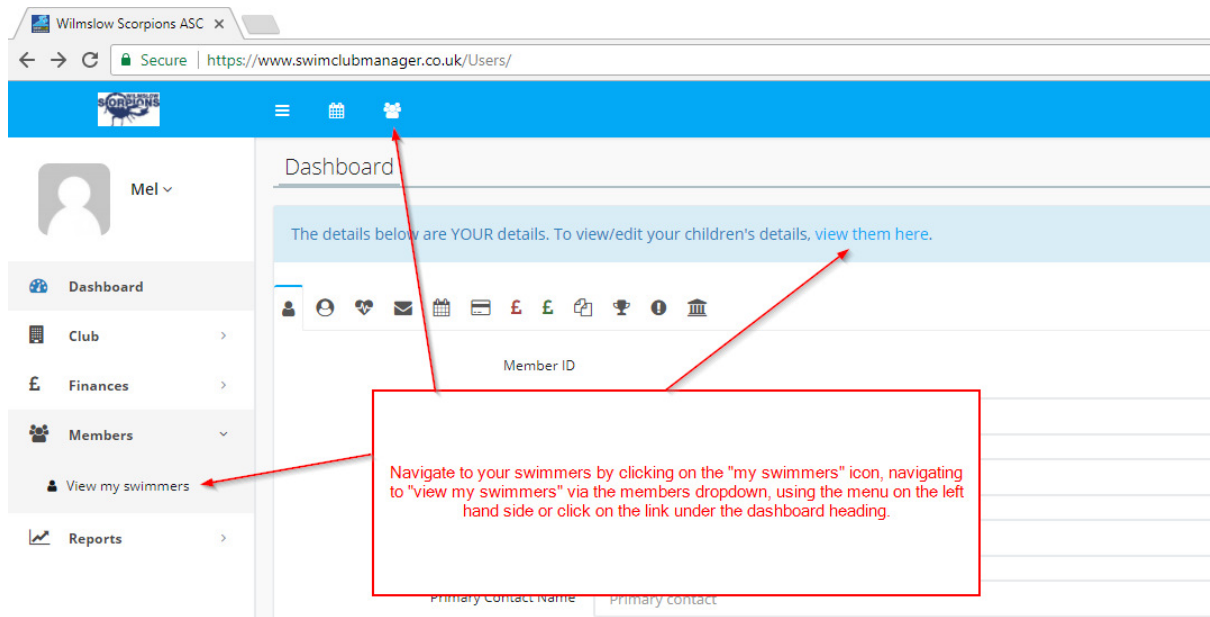 Wilmslow Scorpions ASC
Secure | https://www.swimclubmanager.co.uk/Users/
WILMSLOW
SCORPIONS
Mel
Dashboard
The details below are YOUR details. To view/edit your children's details, view them here.
Dashboard
Club
£ Finances
Members
View my swimmers
Reports
£ £
Member ID
Navigate to your swimmers by clicking on the "my swimmers" icon, navigating
to "view my swimmers" via the members dropdown, using the menu on the left
hand side or click on the link under the dashboard heading.
Primary Contact Name Primary contact